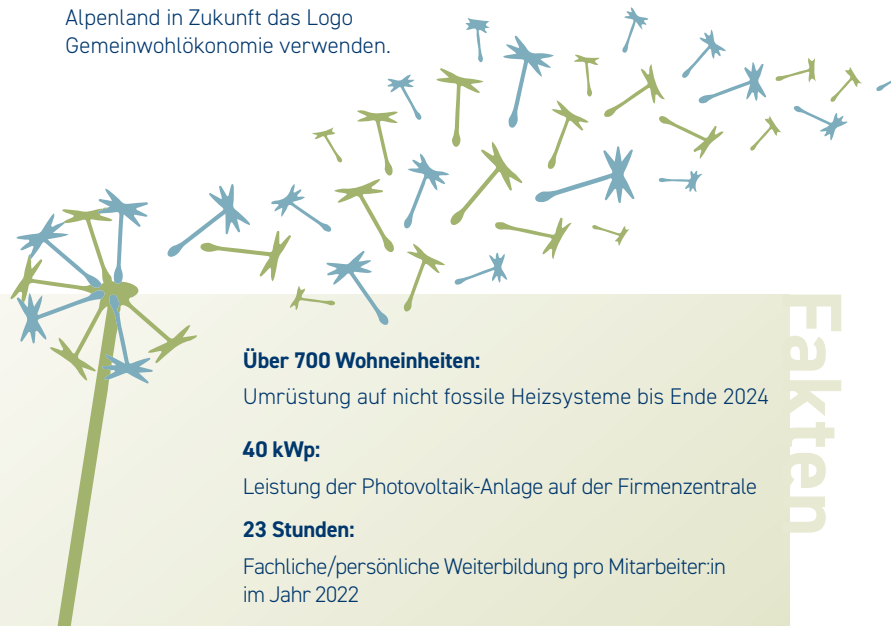 Alpenland in Zukunft das Logo
Gemeinwohlökonomie verwenden.
Fakten
Über 700 Wohneinheiten:
Umrüstung auf nicht fossile Heizsysteme bis Ende 2024
40 kWp:
Leistung der Photovoltaik-Anlage auf der Firmenzentrale
23 Stunden:
Fachliche/persönliche Weiterbildung pro Mitarbeiter:in
im Jahr 2022